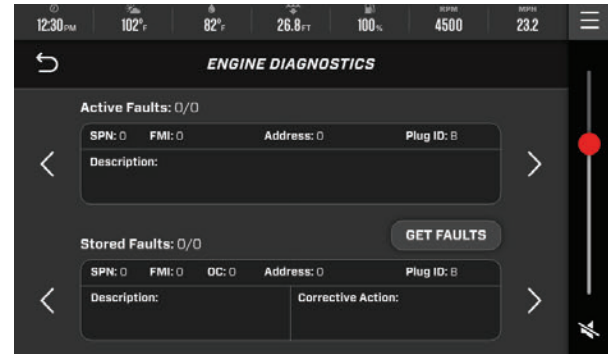 RPM MPH
12:30PM 102°F 82°F 26.8FT 100% 4500 23.2
ENGINE DIAGNOSTICS
Active Faults: 0/0
SPN: 0 FMI: 0 Address: 0 Plug ID: B
Description:
GET FAULTS
Stored Faults: 0/0
SPN: 0 FMI: 0 OC: 0 Address: 0 Plug ID: B
Description: Corrective Action: